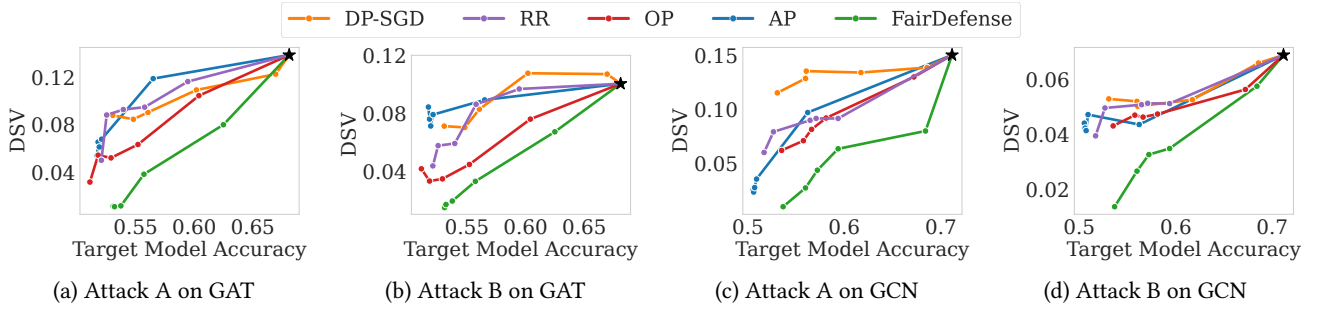 DP-SGD RR OP AP FairDefense
DSV
0.12
0.08
0.04
0.55 0.60 0.65
Target Model Accuracy
(a) Attack A on GAT
DSV
0.12
0.08
0.04
0.55 0.60 0.65
Target Model Accuracy
(b) Attack B on GAT
DSV
0.15
0.10
0.05
0.5 0.6 0.7
Target Model Accuracy
(c) Attack A on GCN
DSV
0.06
0.04
0.02
0.5 0.6 0.7
Target Model Accuracy
(d) Attack B on GCN